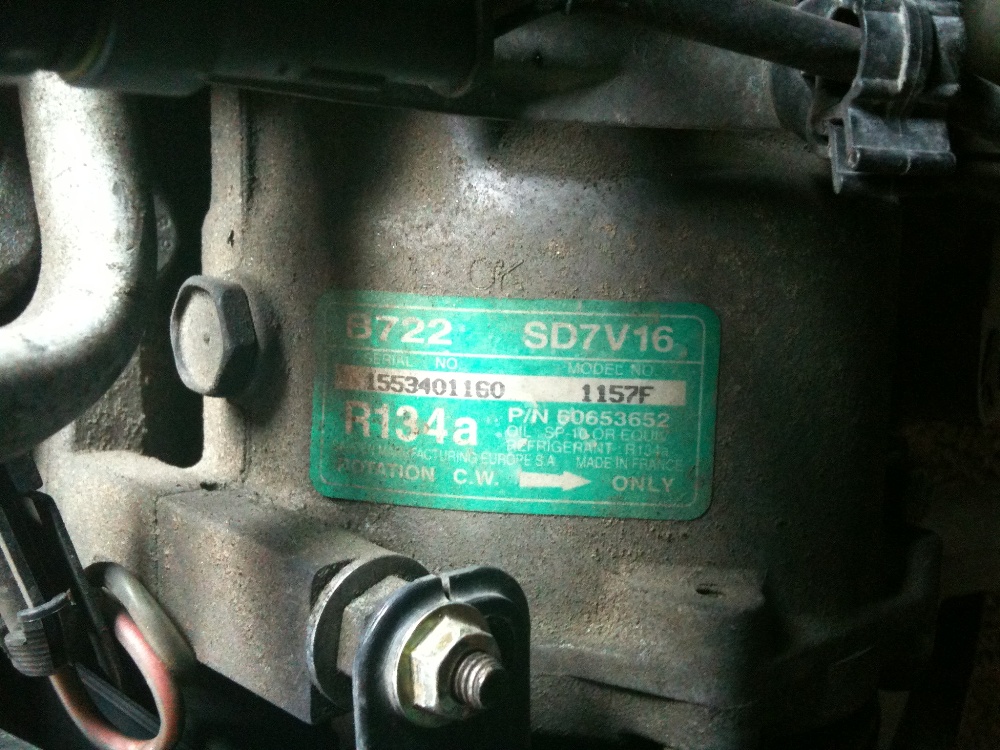 OK
B722 SD7V16
SERIAL NO. MODEL NO.
1553401160 1157F
R134a P/N 60653652
OIL SP-10 OR EQUIV.
REFRIGERANT R134a
MANUFACTURING EUROPE S.A MADE IN FRANCE
ROTATION C.W. ONLY